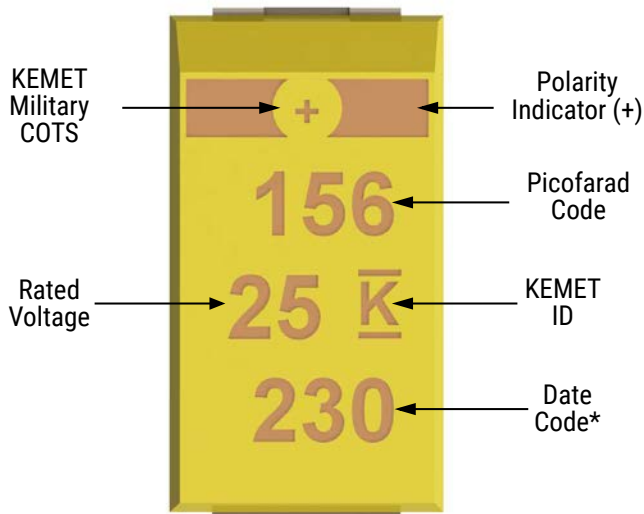 KEMET
Military
COTS
+
Polarity
Indicator (+)
156
Picofarad
Code
Rated
Voltage
25 K
KEMET
ID
230
Date
Code*